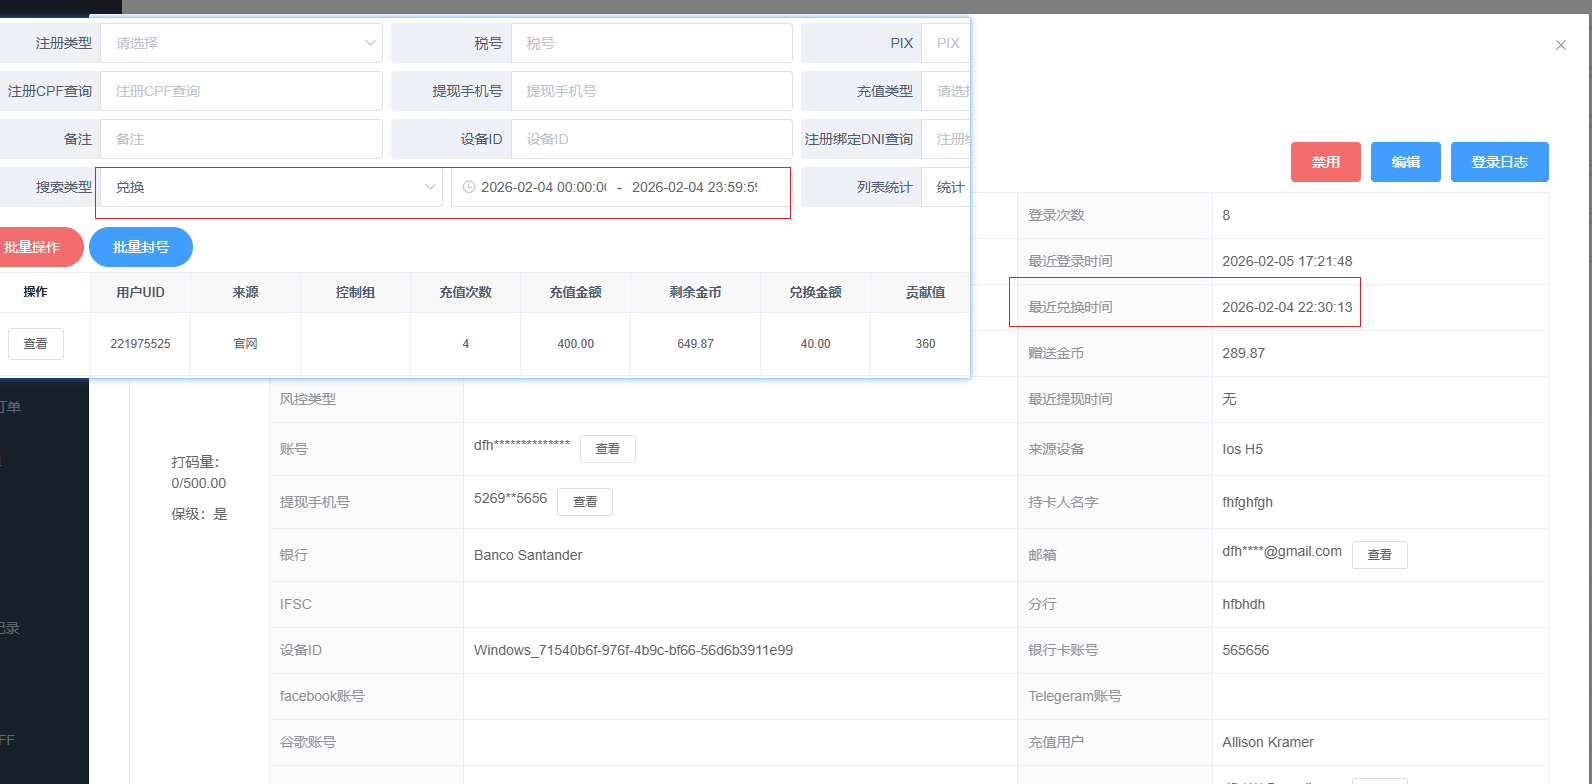 注册类型 请选择 税号 税号 PIX PIX
注册CPF查询 注册CPF查询 提现手机号 提现手机号 充值类型 请选择
备注 备注 设备ID 设备ID 注册绑定DNI查询 注册绑
搜索类型 兑换 2026-02-04 00:00:00 - 2026-02-04 23:59:59 列表统计 统计
批量操作 批量封号
操作 用户UID 来源 控制组 充值次数 充值金额 剩余金币 兑换金额 贡献值
查看 221975525 官网 4 400.00 649.87 40.00 360
禁用 编辑 登录日志
登录次数 8
最近登录时间 2026-02-05 17:21:48
最近兑换时间 2026-02-04 22:30:13
赠送金币 289.87
订单
风控类型 最近提现时间 无
账号 dfh************** 查看 来源设备 Ios H5
打码量:
0/500.00
保级：是
提现手机号 5269**5656 查看 持卡人名字 fhfghfgh
银行 Banco Santander 邮箱 dfh****@gmail.com 查看
IFSC 分行 hfbhdh
记录
设备ID Windows_71540b6f-976f-4b9c-bf66-56d6b3911e99 银行卡账号 565656
facebook账号 Telegeram账号
FF
谷歌账号 充值用户 Allison Kramer